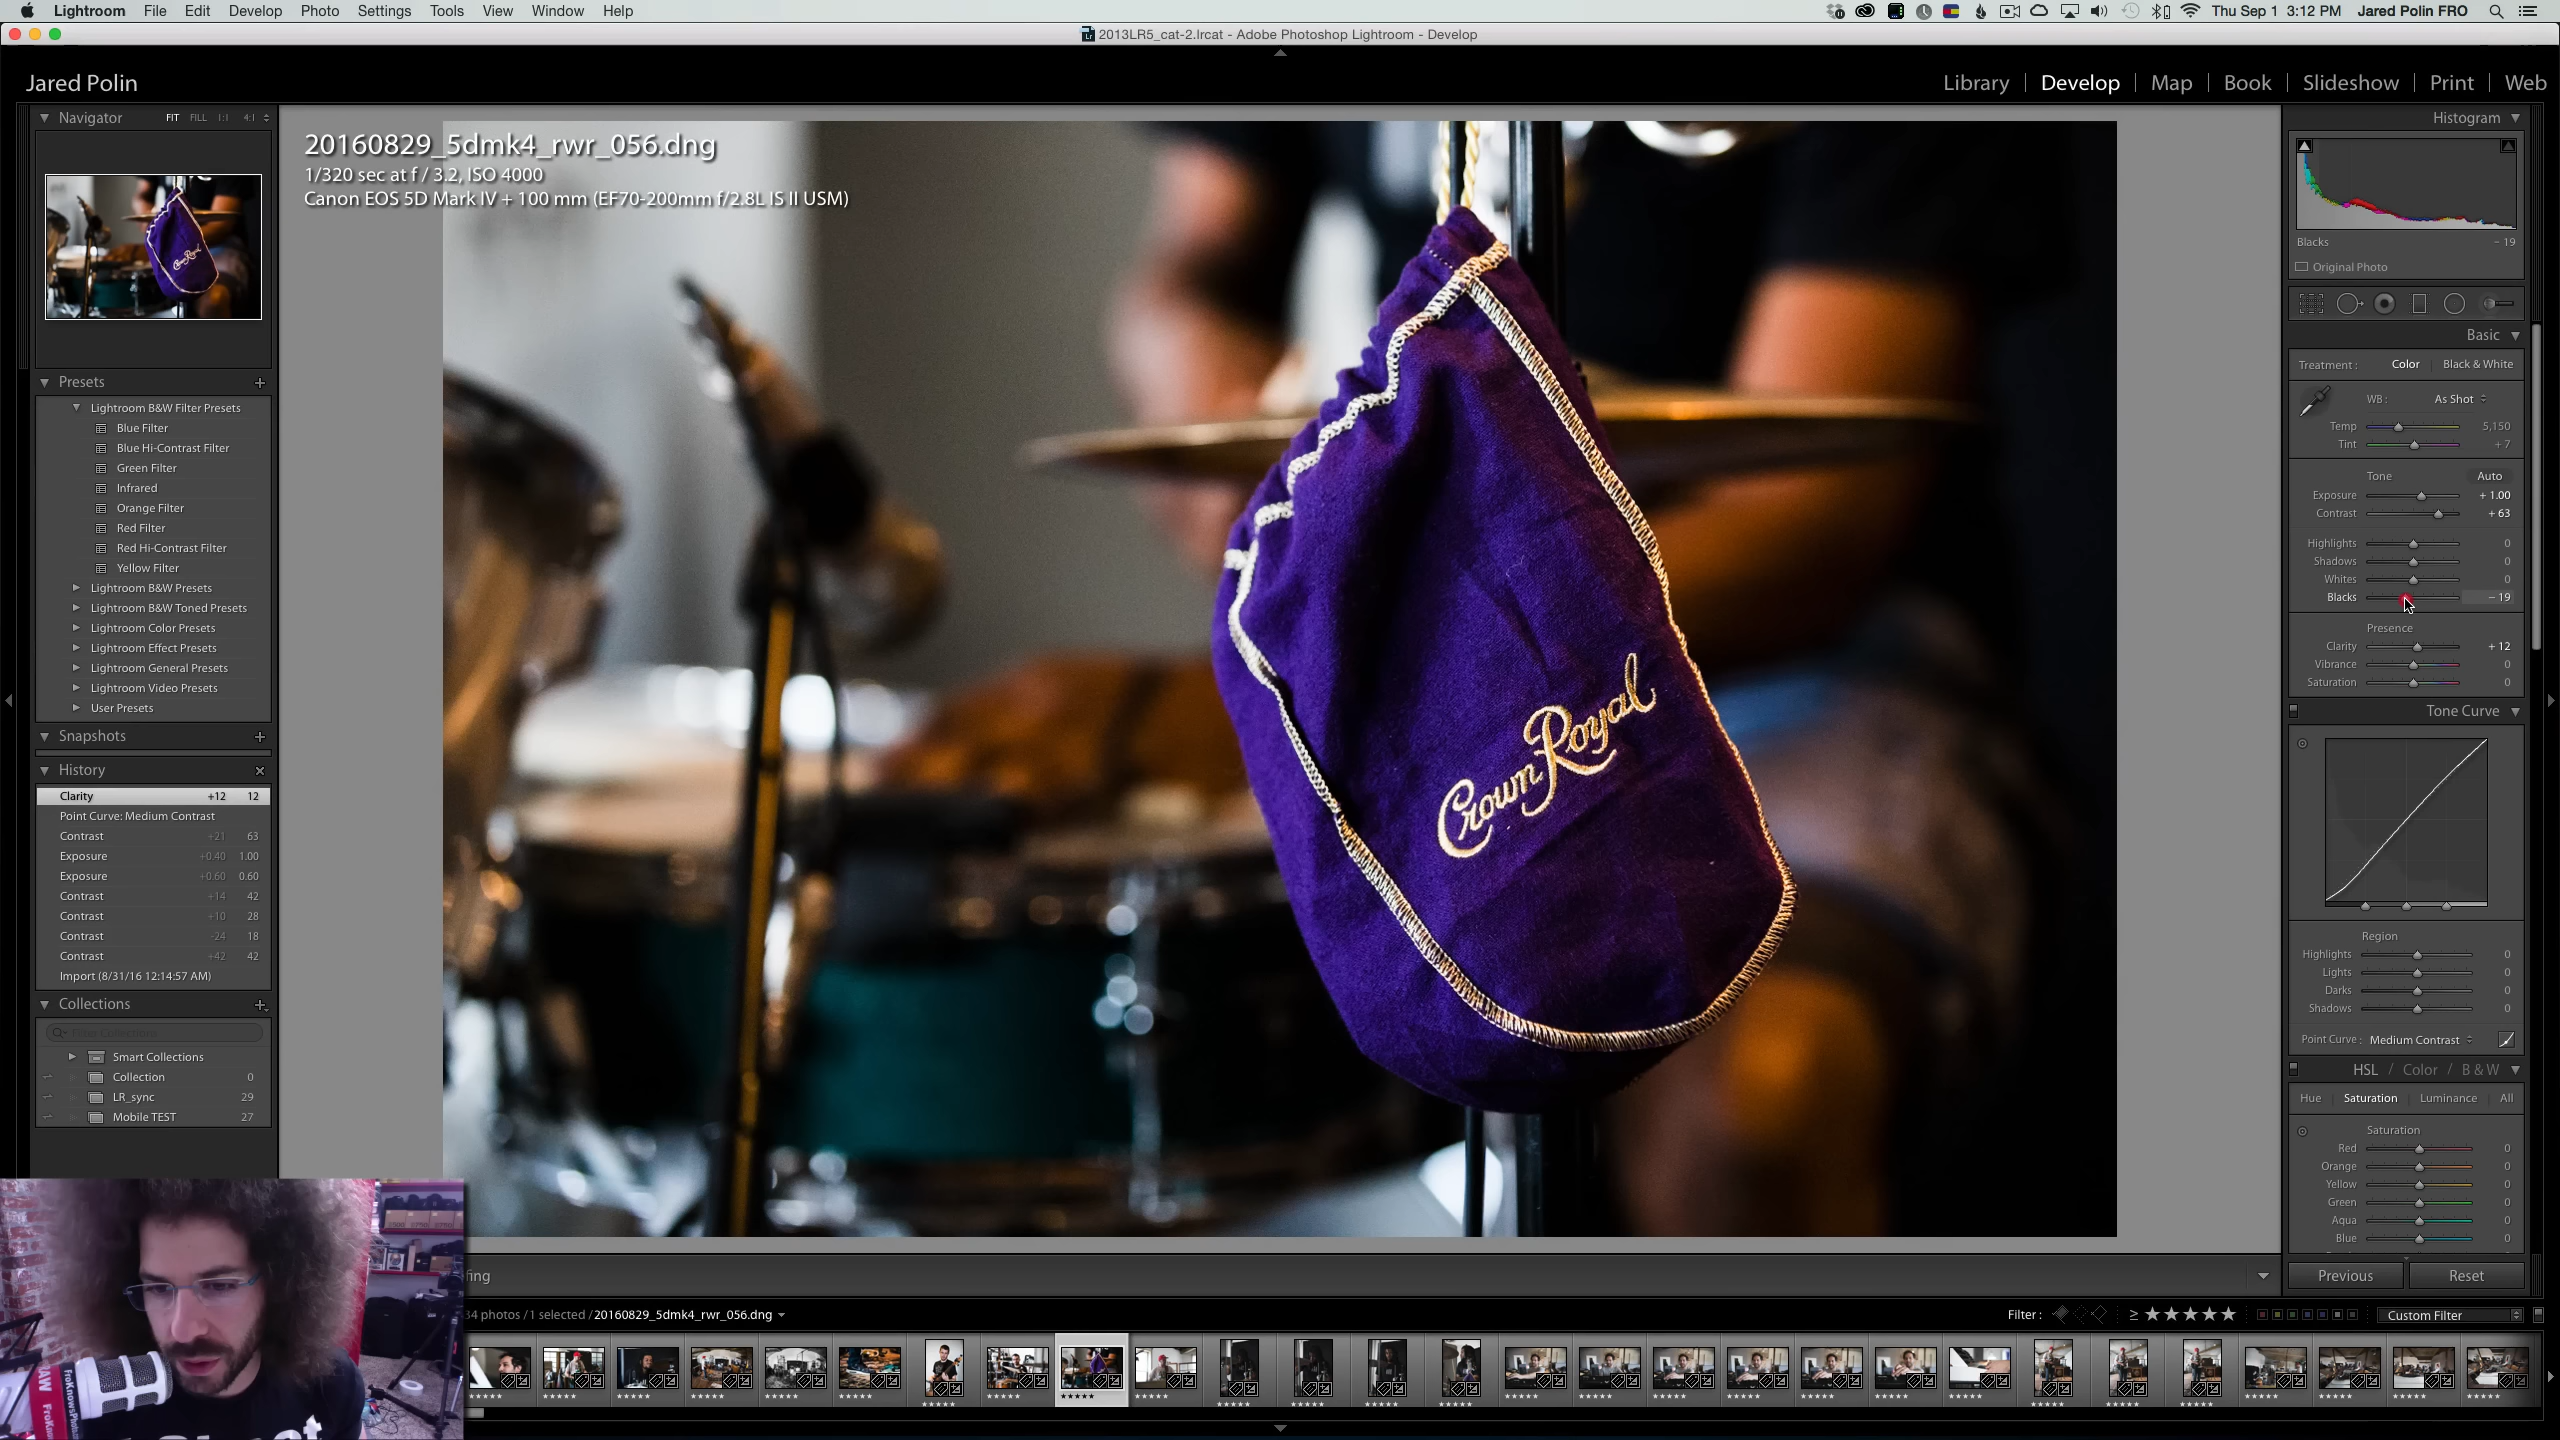 Lightroom File Edit Develop Photo Settings Tools View Window Help
Thu Sep 1 3:12 PM Jared Polin FRO
2013LR5_cat-2.lrcat - Adobe Photoshop Lightroom - Develop
Jared Polin
Library | Develop | Map | Book | Slideshow | Print | Web
Navigator FIT FILL 1:1 4:1
Presets
Lightroom B&W Filter Presets
Blue Filter
Blue Hi-Contrast Filter
Green Filter
Infrared
Orange Filter
Red Filter
Red Hi-Contrast Filter
Yellow Filter
Lightroom B&W Presets
Lightroom B&W Toned Presets
Lightroom Color Presets
Lightroom Effect Presets
Lightroom General Presets
Lightroom Video Presets
User Presets
Snapshots
History
Clarity +12 12
Point Curve: Medium Contrast
Contrast +21 63
Exposure +0.40 1.00
Exposure +0.60 0.60
Contrast +14 42
Contrast +10 28
Contrast -24 18
Contrast +42 42
Import (8/31/16 12:14:57 AM)
Collections
Filter Collections
Smart Collections
Collection 0
LR_sync 29
Mobile TEST 27
20160829_5dmk4_rwr_056.dng
1/320 sec at f / 3.2, ISO 4000
Canon EOS 5D Mark IV + 100 mm (EF70-200mm f/2.8L IS II USM)
Crown Royal
Histogram
Blacks - 19
Original Photo
Basic
Treatment : Color | Black & White
WB : As Shot
Temp 5,150
Tint + 7
Tone Auto
Exposure + 1.00
Contrast + 63
Highlights 0
Shadows 0
Whites 0
Blacks - 19
Presence
Clarity + 12
Vibrance 0
Saturation 0
Tone Curve
Region
Highlights 0
Lights 0
Darks 0
Shadows 0
Point Curve : Medium Contrast
HSL / Color / B & W
Hue Saturation Luminance All
Saturation
Red 0
Orange 0
Yellow 0
Green 0
Aqua 0
Blue 0
Previous Reset
fing
34 photos / 1 selected / 20160829_5dmk4_rwr_056.dng
Filter : ≥ ★★★★★ Custom Filter
FroKnowsPhoto